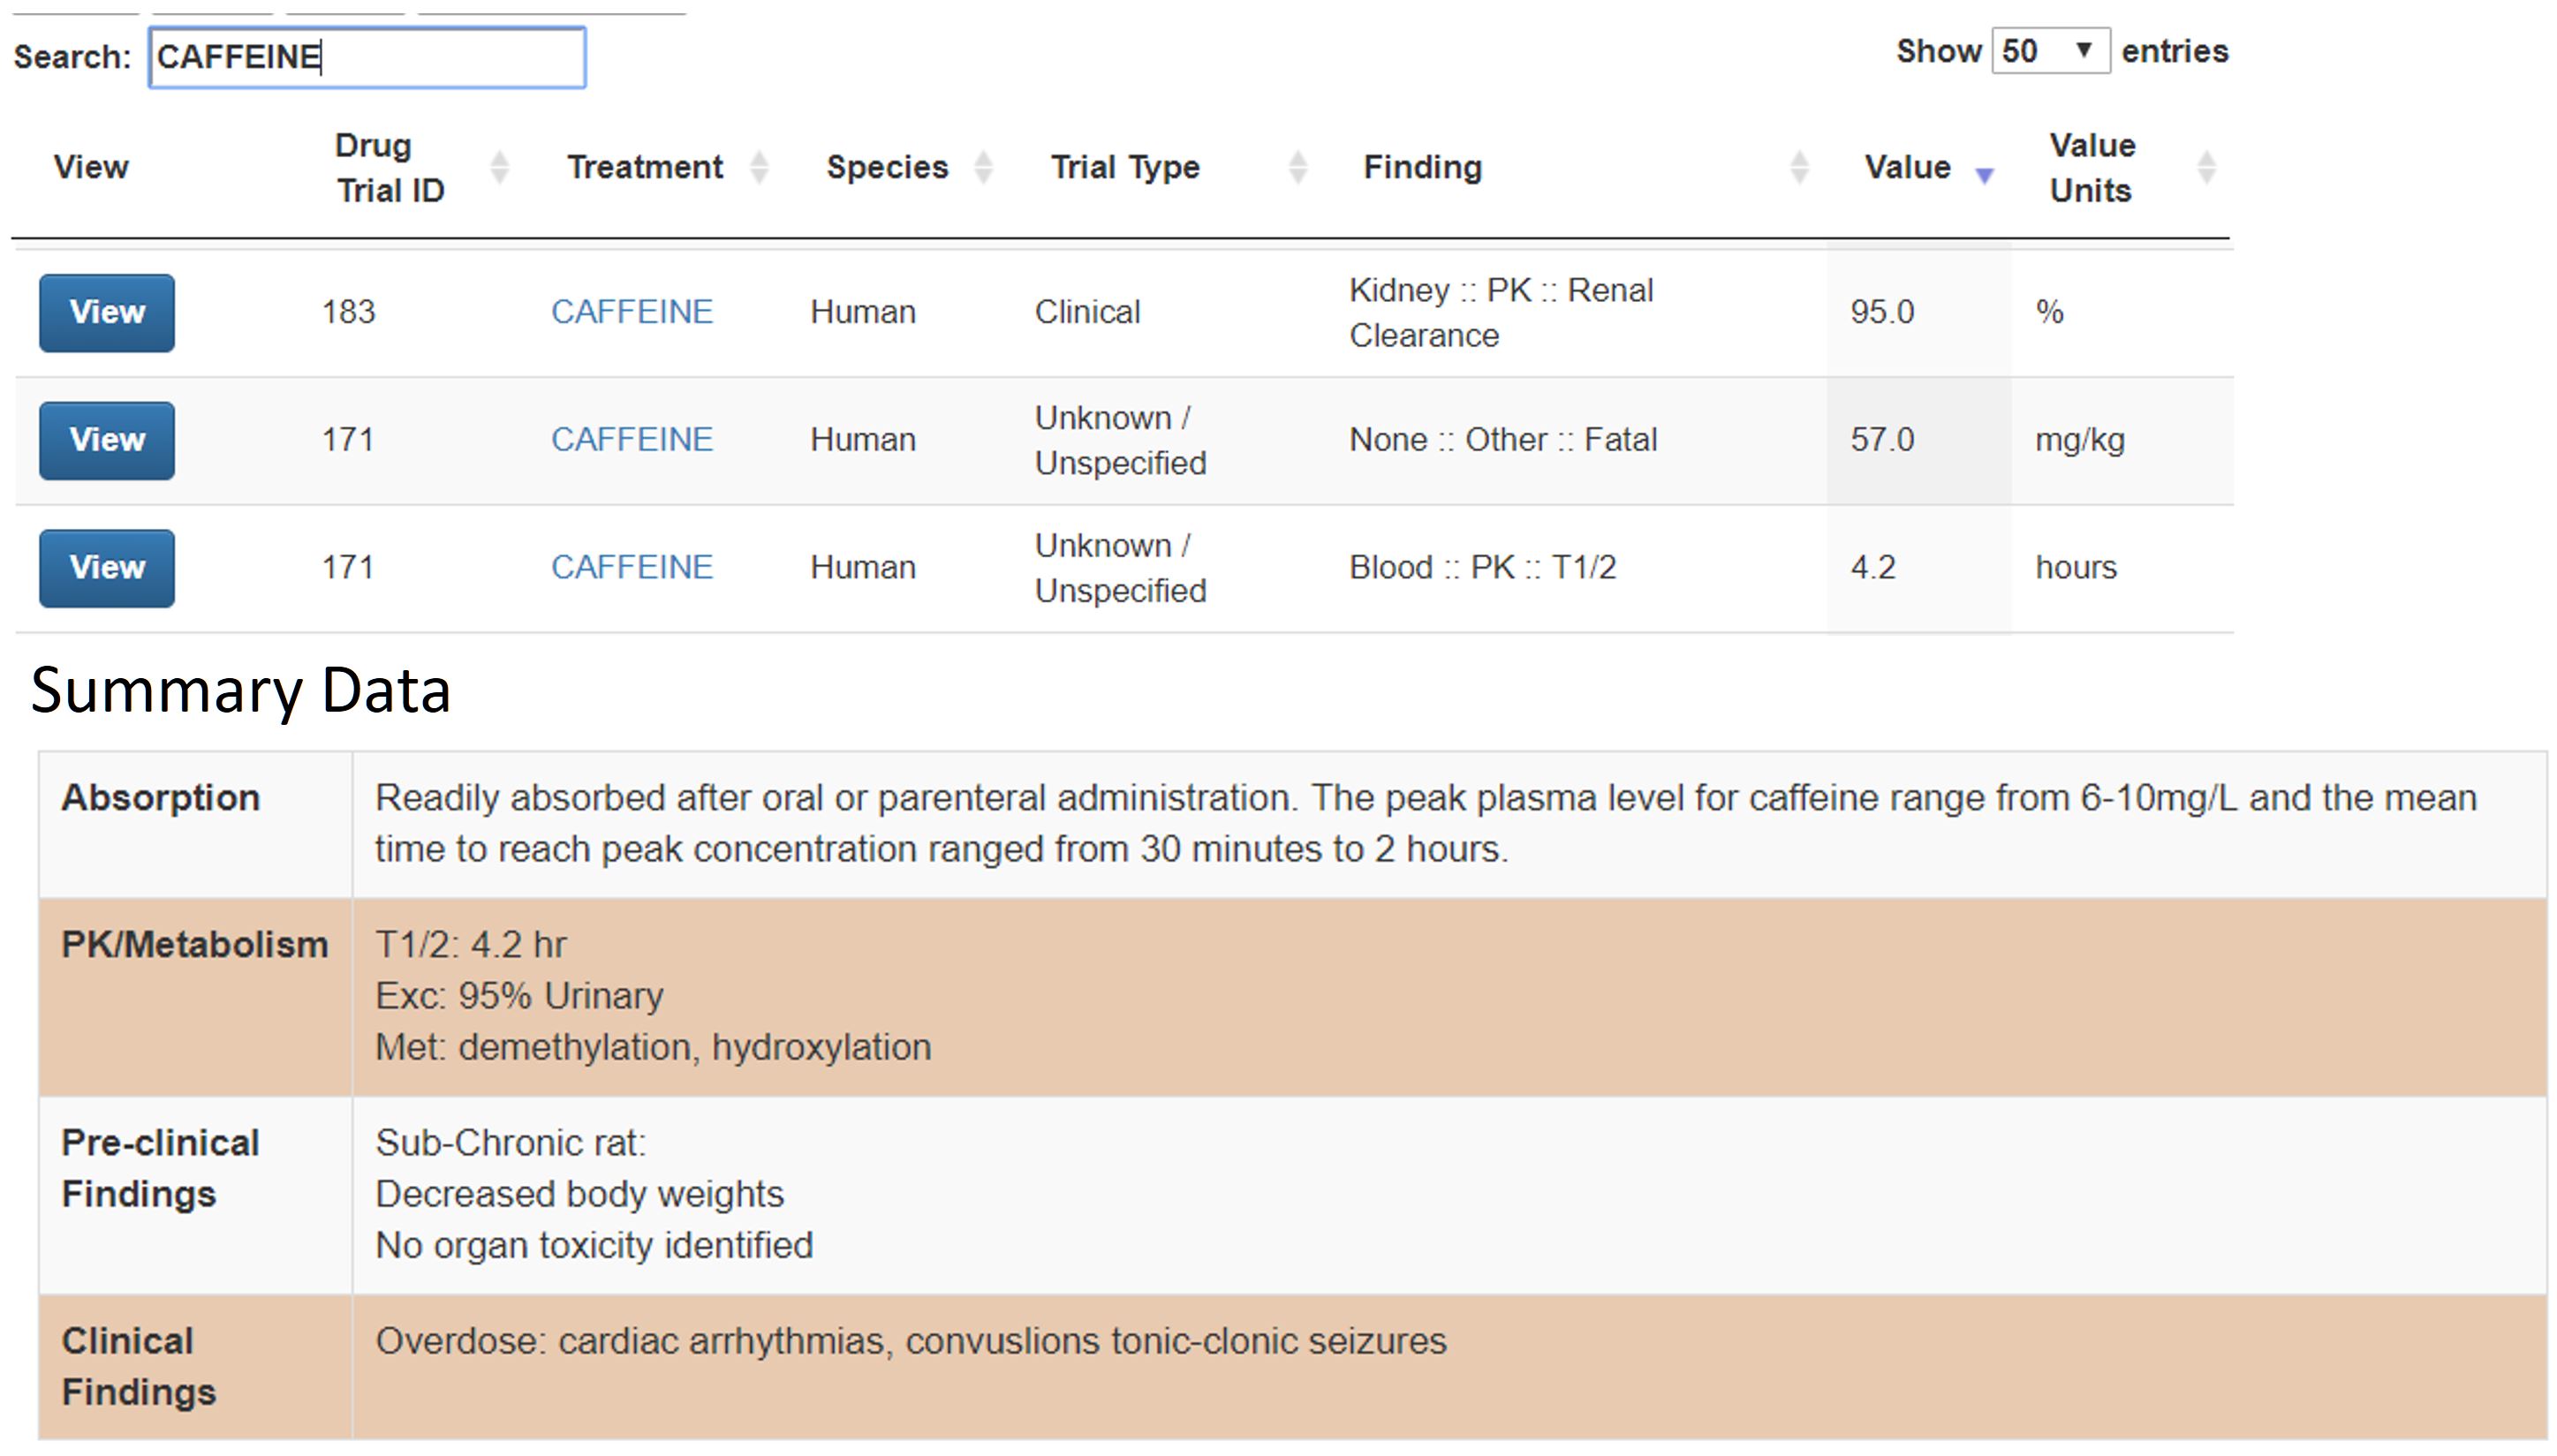 Search: CAFFEINE Show 50 entries
View Drug Trial ID Treatment Species Trial Type Finding Value Value Units
View 183 CAFFEINE Human Clinical Kidney :: PK :: Renal Clearance 95.0 %
View 171 CAFFEINE Human Unknown / Unspecified None :: Other :: Fatal 57.0 mg/kg
View 171 CAFFEINE Human Unknown / Unspecified Blood :: PK :: T1/2 4.2 hours
Summary Data
Absorption Readily absorbed after oral or parenteral administration. The peak plasma level for caffeine range from 6-10mg/L and the mean
time to reach peak concentration ranged from 30 minutes to 2 hours.
PK/Metabolism T1/2: 4.2 hr
Exc: 95% Urinary
Met: demethylation, hydroxylation
Pre-clinical Findings Sub-Chronic rat:
Decreased body weights
No organ toxicity identified
Clinical Findings Overdose: cardiac arrhythmias, convuslions tonic-clonic seizures